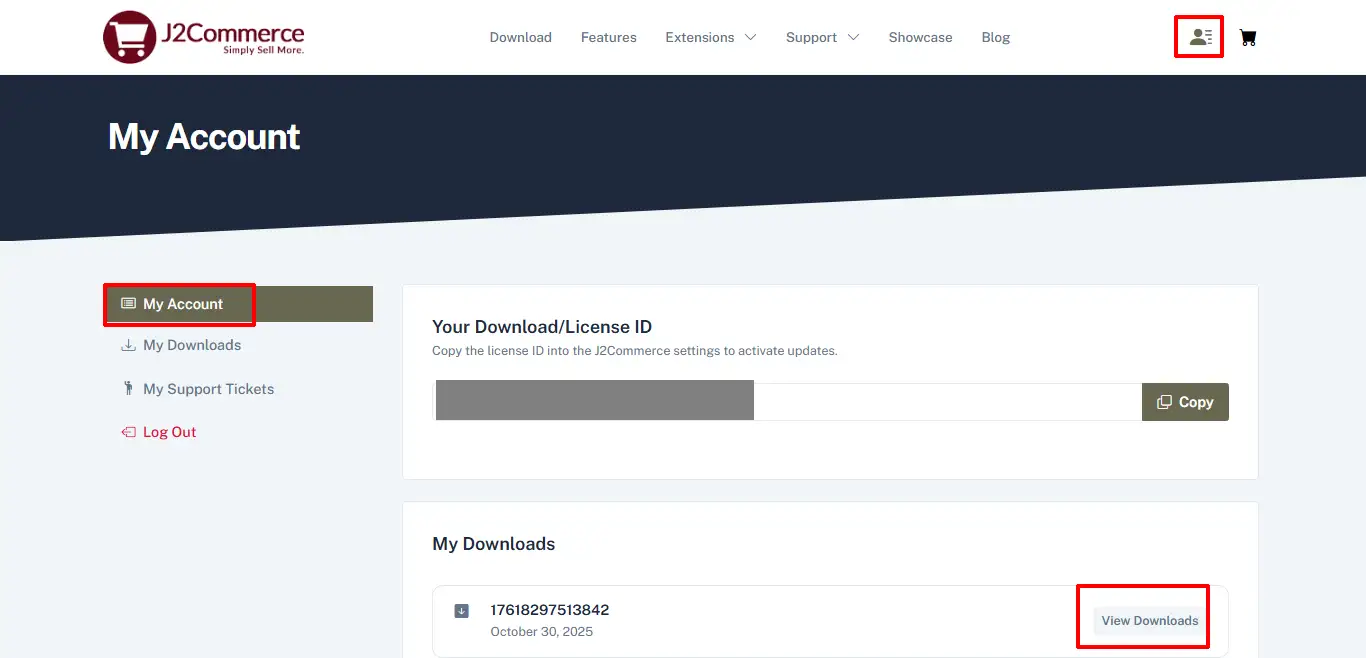 J2Commerce
Simply Sell More.
Download Features Extensions Support Showcase Blog
My Account
My Account
My Downloads
My Support Tickets
Log Out
Your Download/License ID
Copy the license ID into the J2Commerce settings to activate updates.
Copy
My Downloads
17618297513842
October 30, 2025
View Downloads